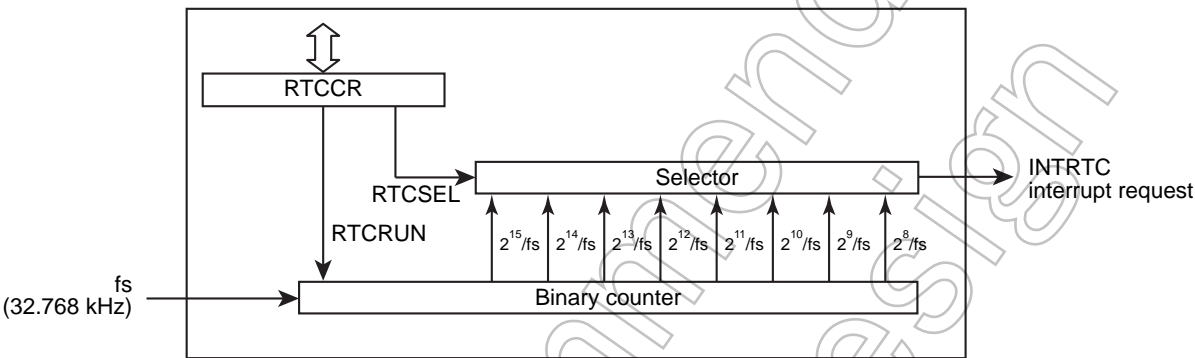 RTCCR
RTCSEL
Selector
INTRTC
interrupt request
RTCRUN
2^15/fs 2^14/fs 2^13/fs 2^12/fs 2^11/fs 2^10/fs 2^9/fs 2^8/fs
fs
(32.768 kHz)
Binary counter